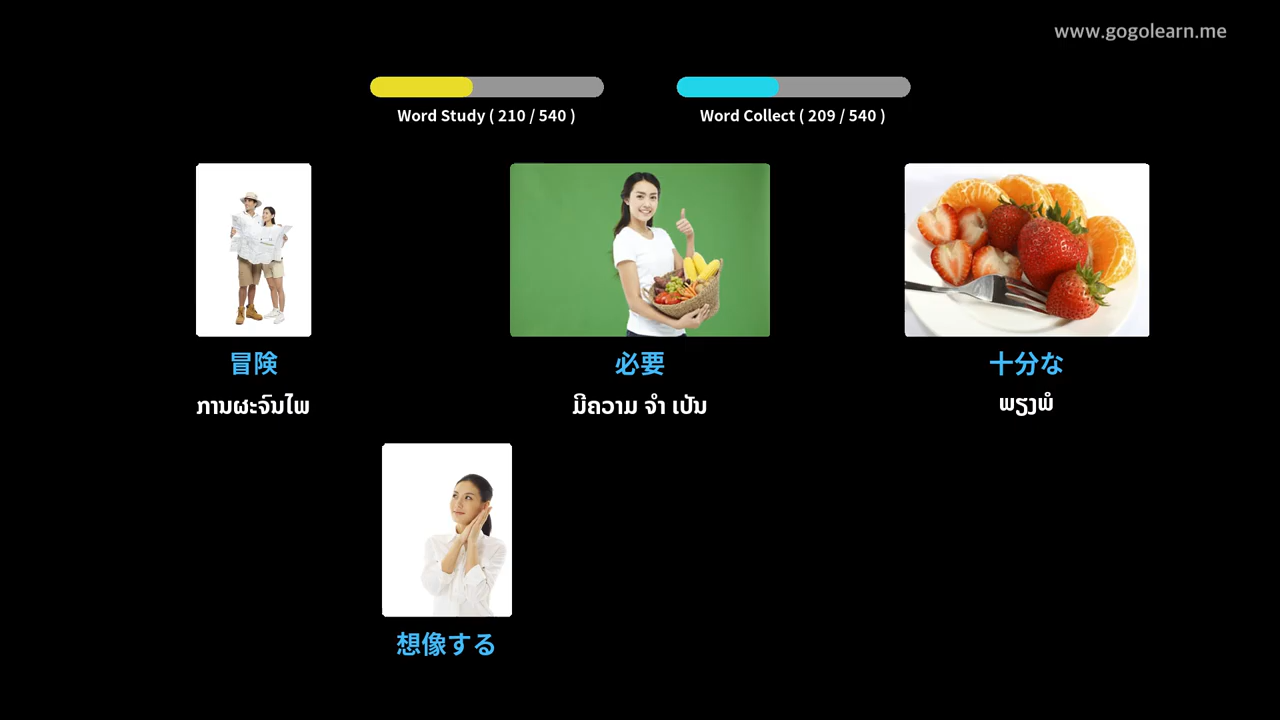 www.gogolearn.me
Word Study ( 210 / 540 )
Word Collect ( 209 / 540 )
冒険
必要
十分な
ການຜະຈົນໄພ
ມີຄວາມ ຈຳ ເປັນ
ພຽງພໍ
想像する